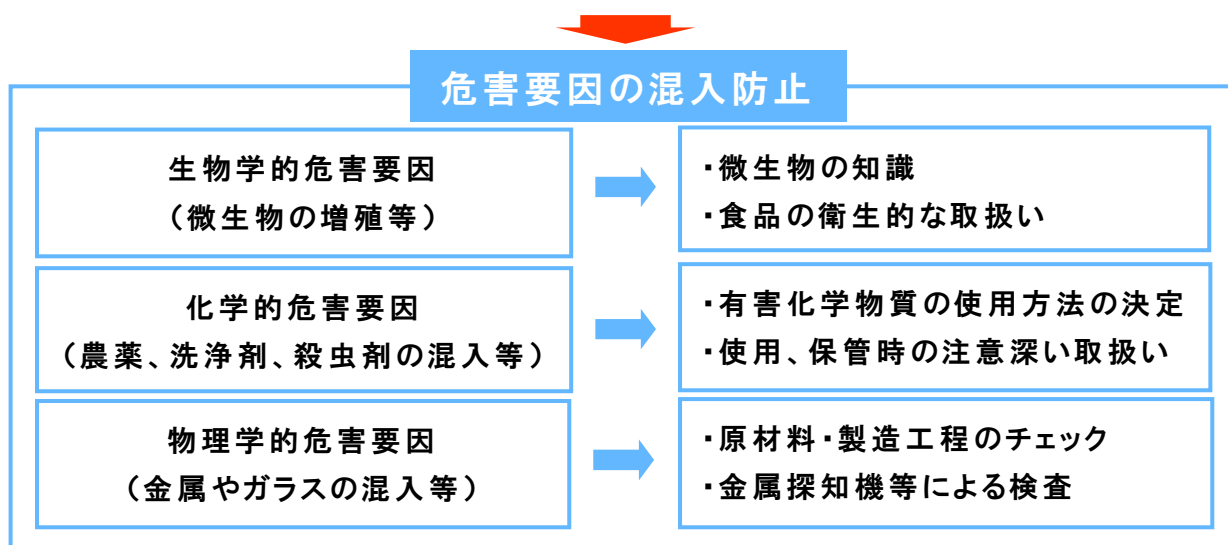 危害要因の混入防止
生物学的危害要因
（微生物の増殖等）
・微生物の知識
・食品の衛生的な取扱い
化学的危害要因
（農薬、洗浄剤、殺虫剤の混入等）
・有害化学物質の使用方法の決定
・使用、保管時の注意深い取扱い
物理学的危害要因
（金属やガラスの混入等）
・原材料・製造工程のチェック
・金属探知機等による検査